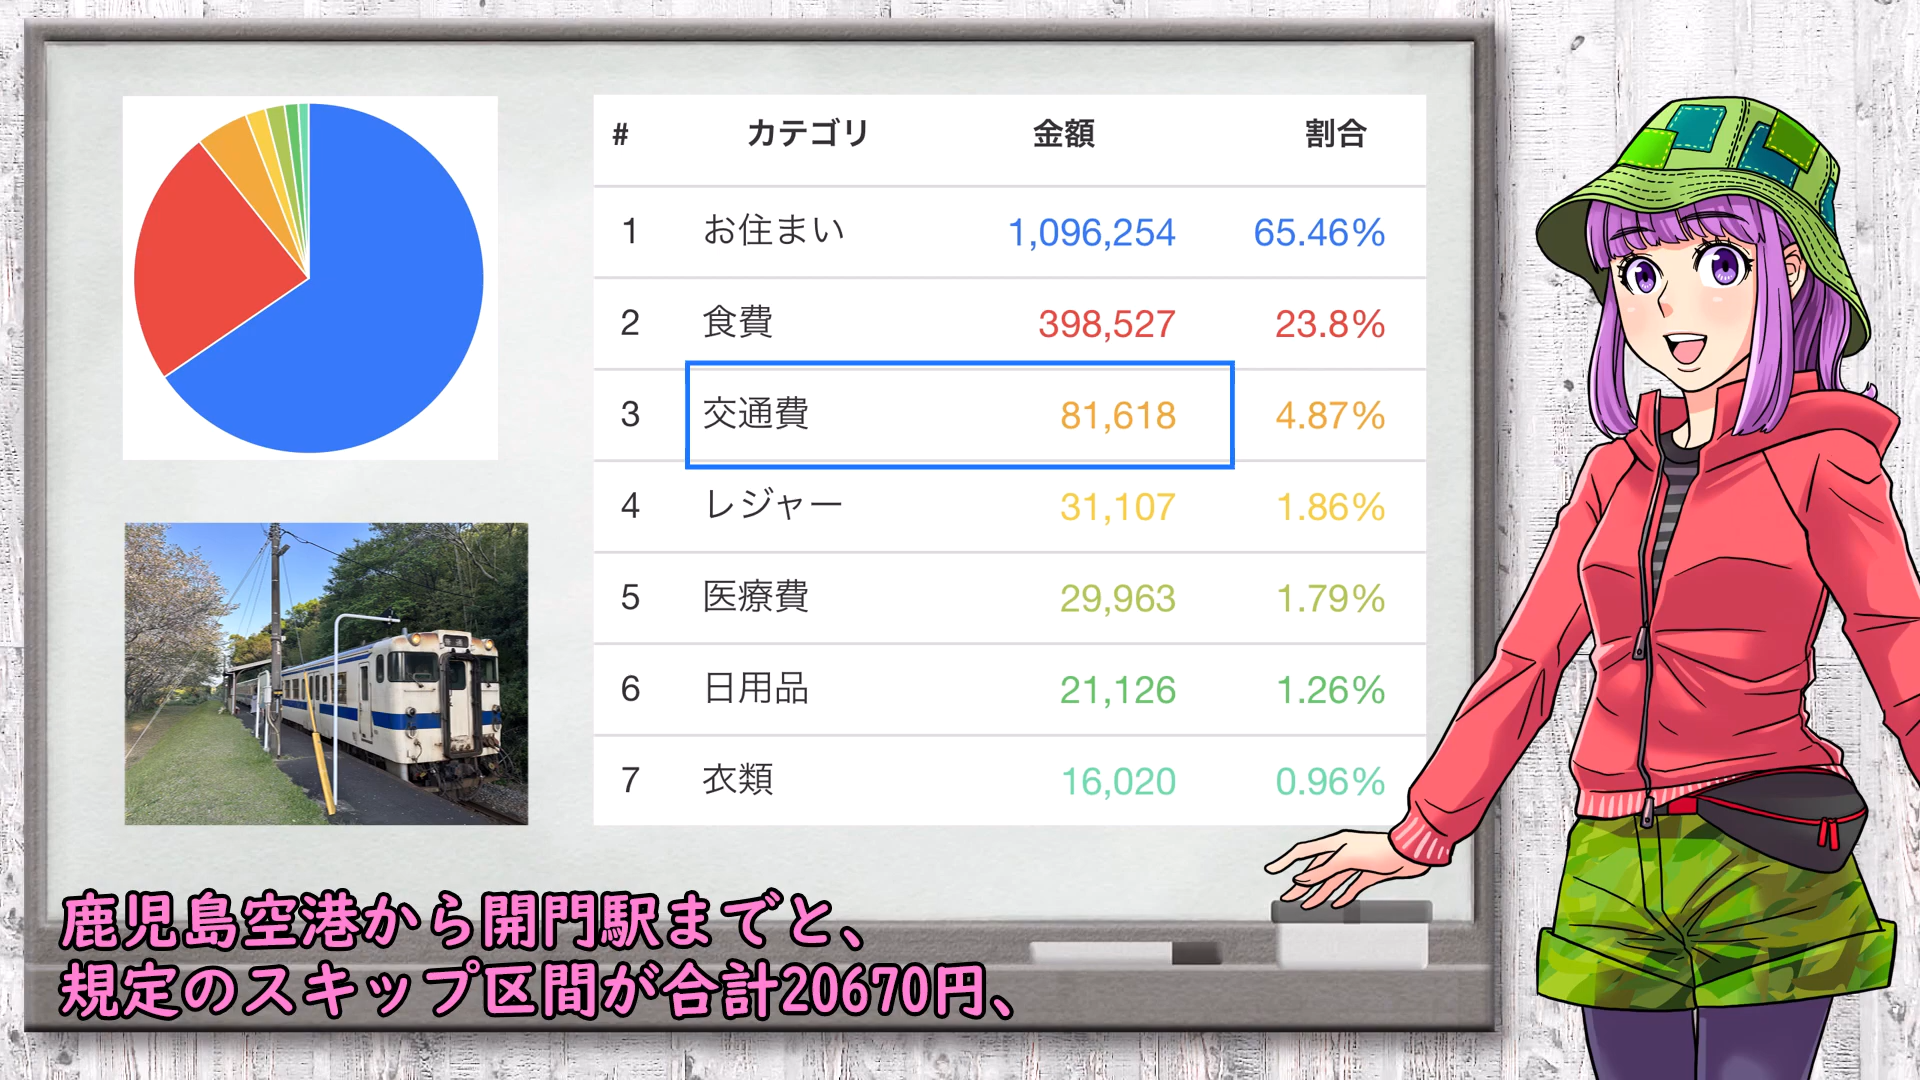 # カテゴリ 金額 割合
1 お住まい 1,096,254 65.46%
2 食費 398,527 23.8%
3 交通費 81,618 4.87%
4 レジャー 31,107 1.86%
5 医療費 29,963 1.79%
6 日用品 21,126 1.26%
7 衣類 16,020 0.96%
鹿児島空港から開門駅までと、
規定のスキップ区間が合計20670円、